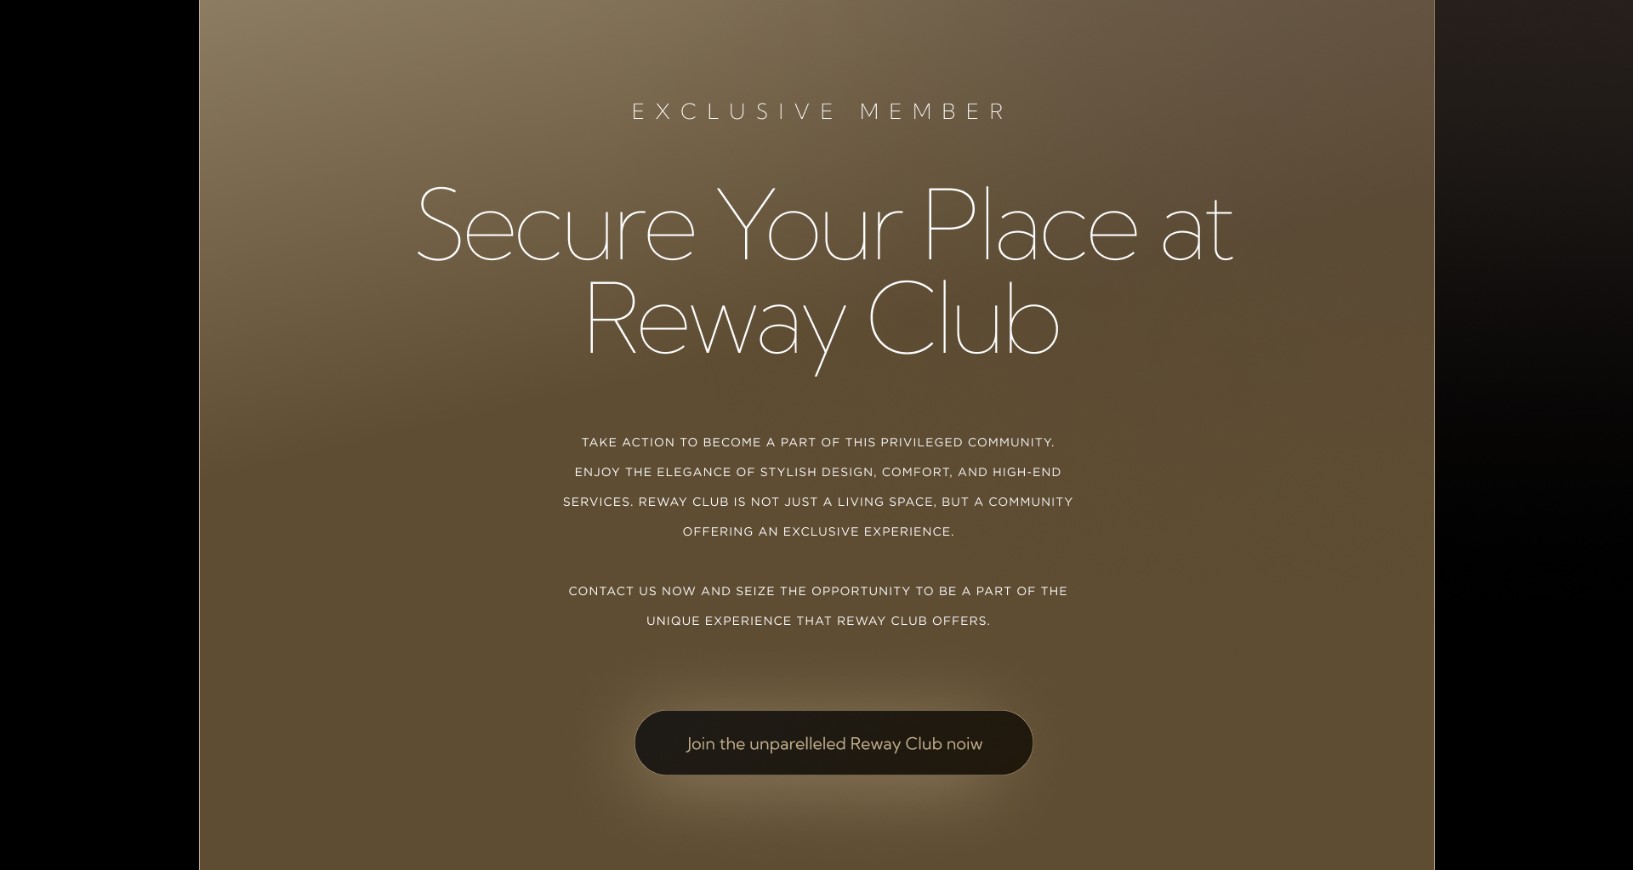 EXCLUSIVE MEMBER
Secure Your Place at
Reway Club
TAKE ACTION TO BECOME A PART OF THIS PRIVILEGED COMMUNITY.
ENJOY THE ELEGANCE OF STYLISH DESIGN, COMFORT, AND HIGH-END
SERVICES. REWAY CLUB IS NOT JUST A LIVING SPACE, BUT A COMMUNITY
OFFERING AN EXCLUSIVE EXPERIENCE.
CONTACT US NOW AND SEIZE THE OPPORTUNITY TO BE A PART OF THE
UNIQUE EXPERIENCE THAT REWAY CLUB OFFERS.
Join the unparelleled Reway Club noiw